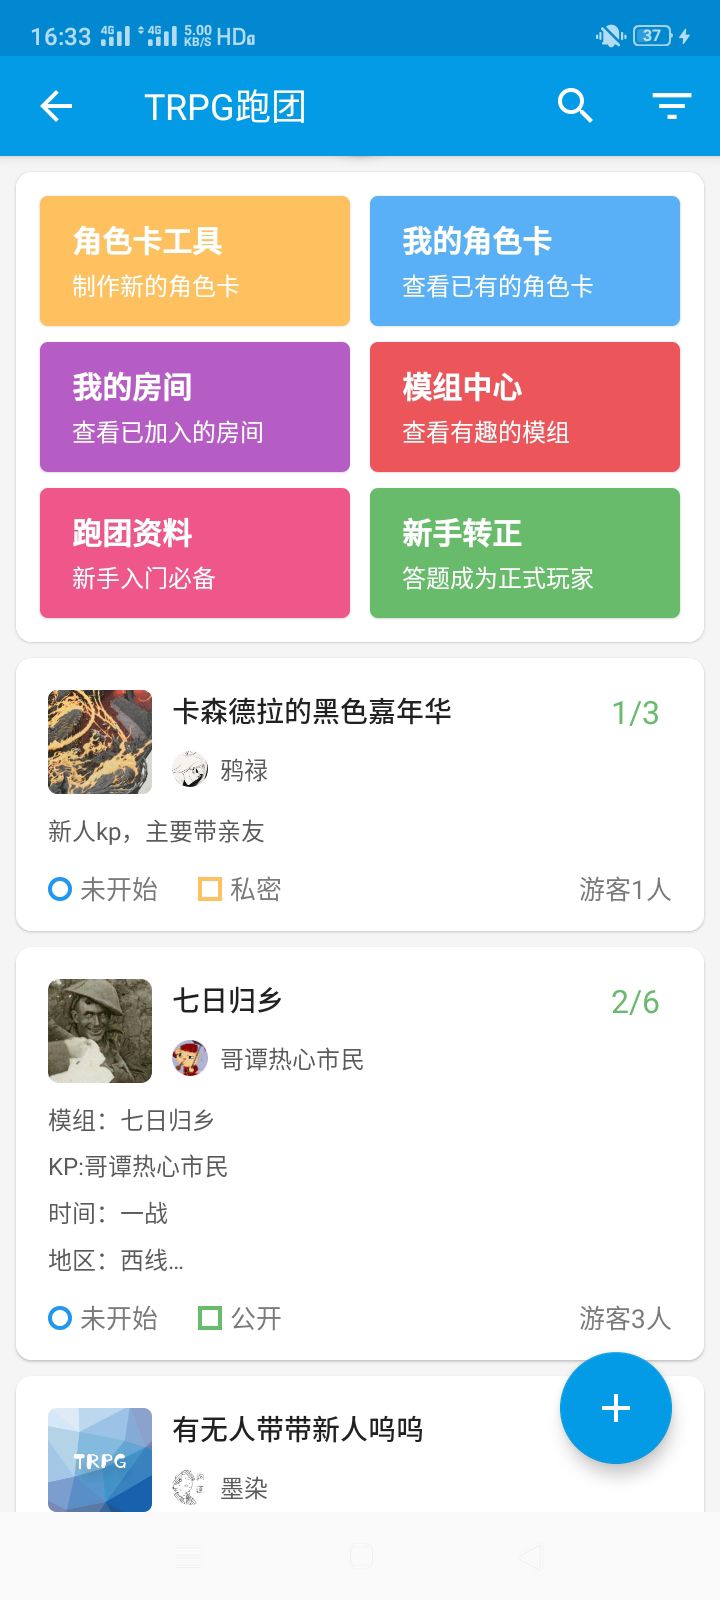 16:33 4G 4G 5.00 KB/S HD 37
TRPG跑团
角色卡工具
制作新的角色卡
我的角色卡
查看已有的角色卡
我的房间
查看已加入的房间
模组中心
查看有趣的模组
跑团资料
新手入门必备
新手转正
答题成为正式玩家
卡森德拉的黑色嘉年华
1/3
鸦禄
新人kp，主要带亲友
未开始 私密 游客1人
七日归乡
2/6
哥谭热心市民
模组：七日归乡
KP:哥谭热心市民
时间：一战
地区：西线...
未开始 公开 游客3人
TRPG
有无人带带新人呜呜
墨染